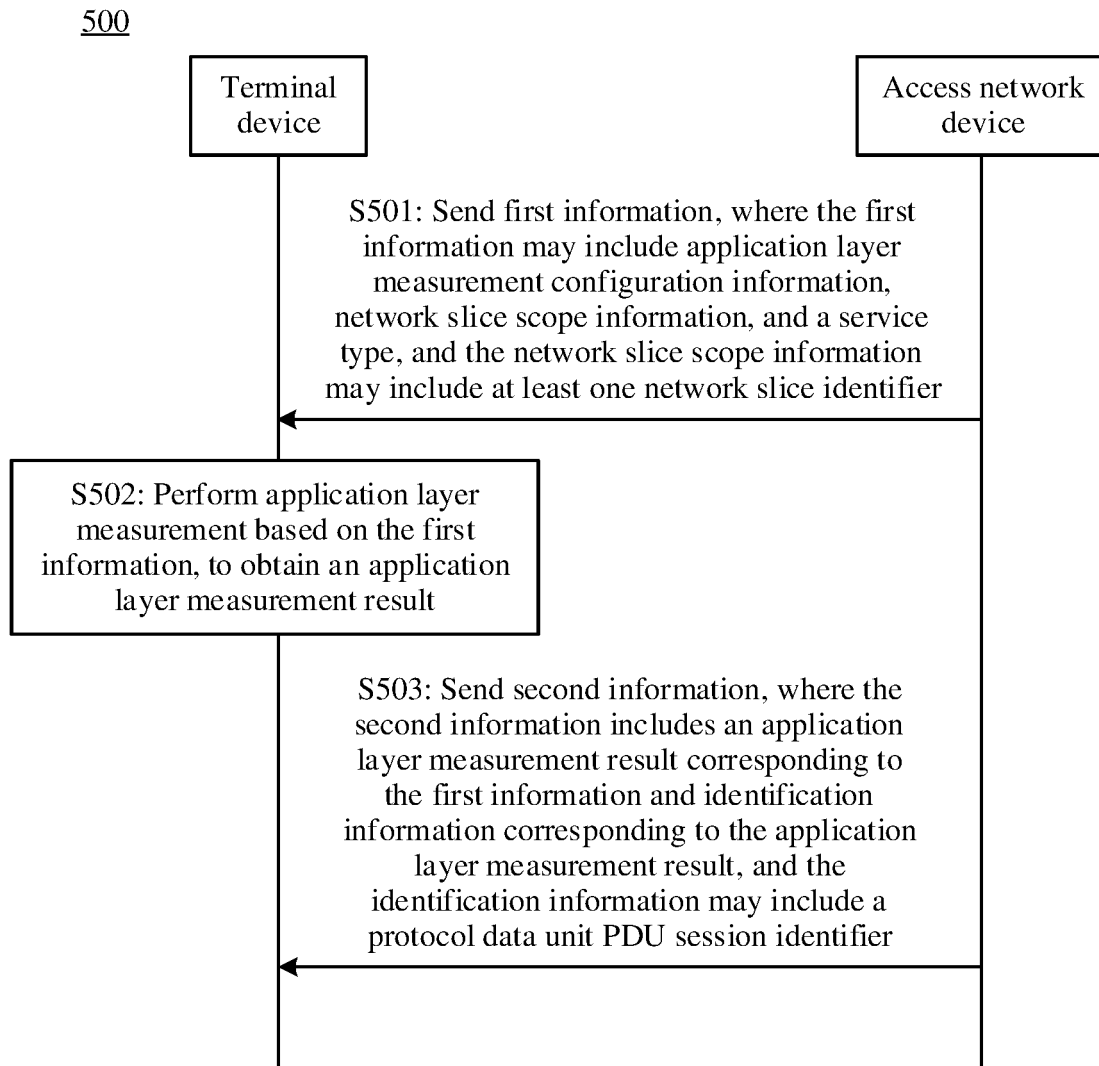 500
Terminal
device
Access network
device
S501: Send first information, where the first
information may include application layer
measurement configuration information,
network slice scope information, and a service
type, and the network slice scope information
may include at least one network slice identifier
S502: Perform application layer
measurement based on the first
information, to obtain an application
layer measurement result
S503: Send second information, where the
second information includes an application
layer measurement result corresponding to
the first information and identification
information corresponding to the application
layer measurement result, and the
identification information may include a
protocol data unit PDU session identifier